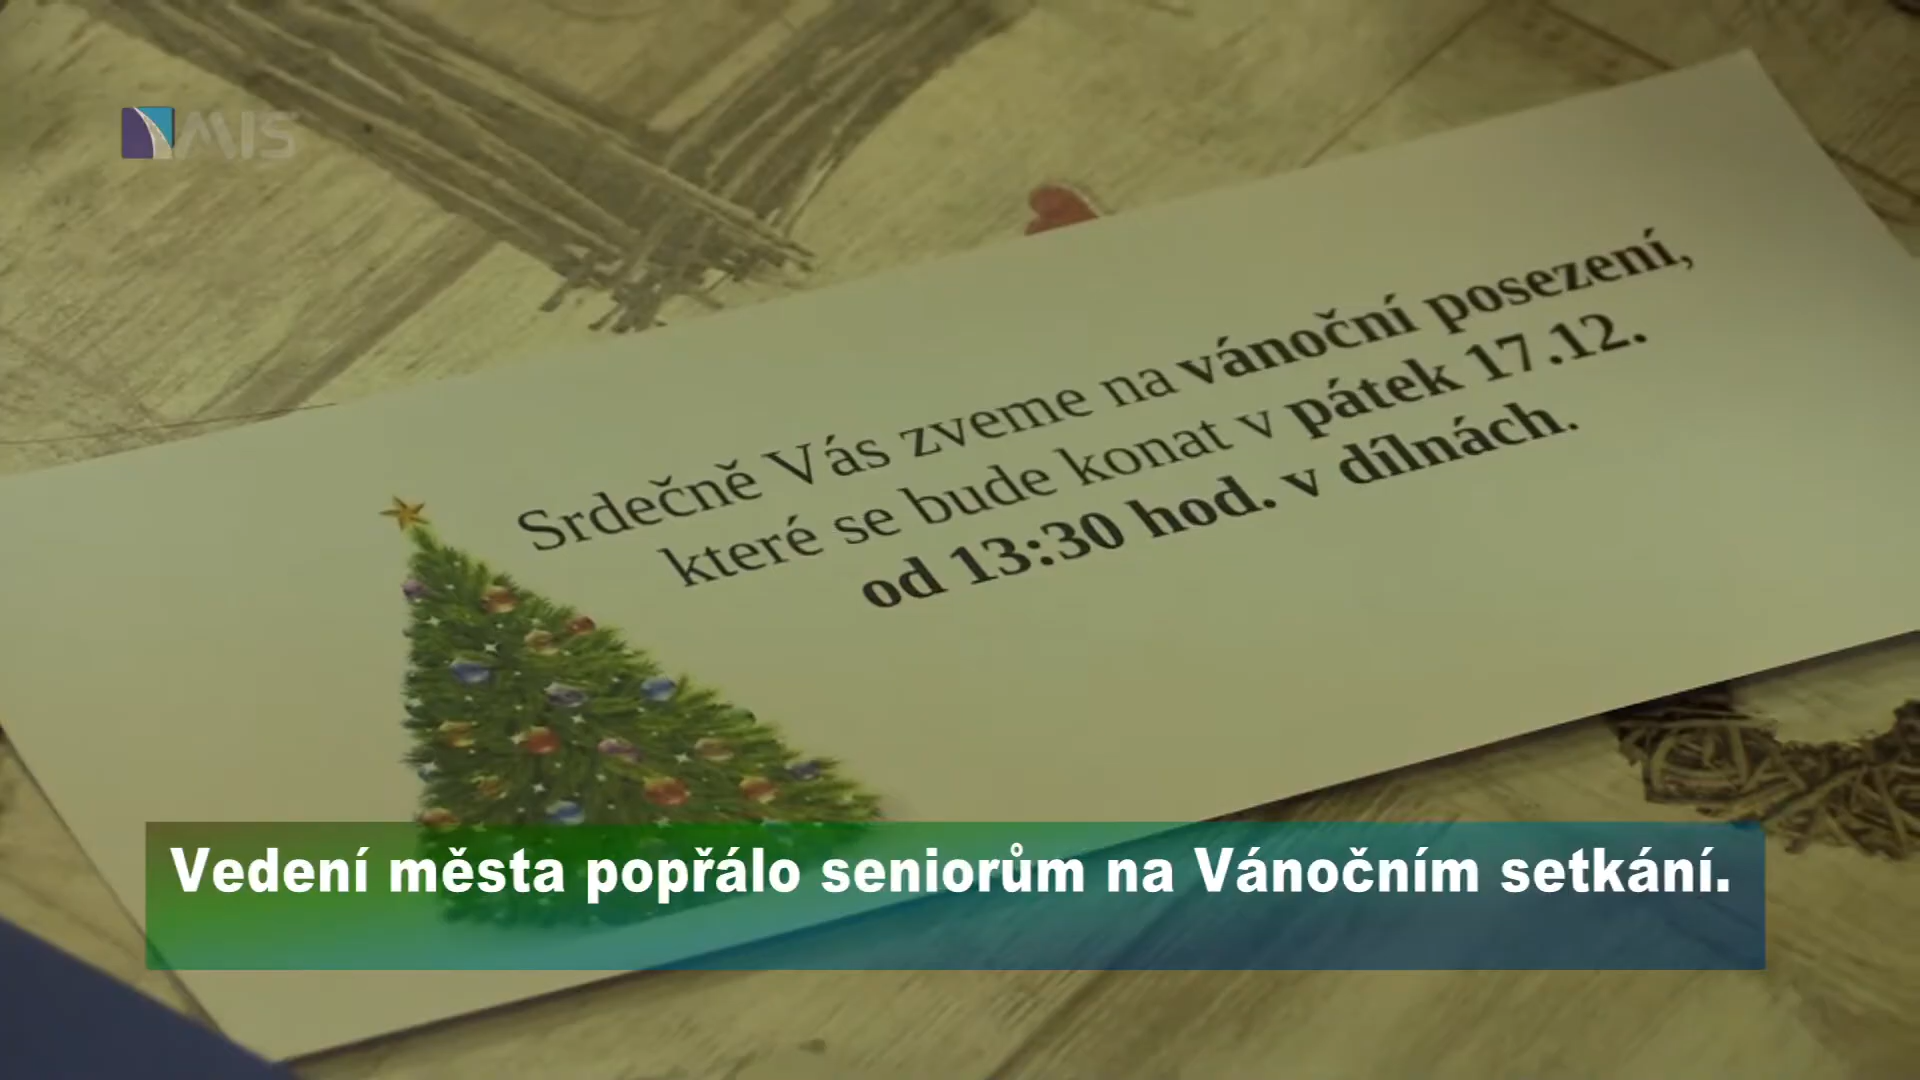 MIS
Srdečně Vás zveme na vánoční posezení,
které se bude konat v pátek 17.12.
od 13:30 hod. v dílnách.
Vedení města popřálo seniorům na Vánočním setkání.